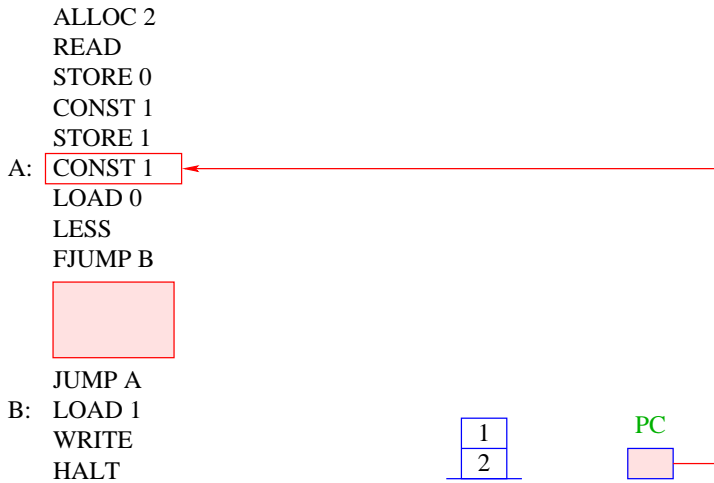 ALLOC 2
READ
STORE 0
CONST 1
STORE 1
A: CONST 1
LOAD 0
LESS
FJUMP B
JUMP A
B: LOAD 1
WRITE
HALT
1
2
PC